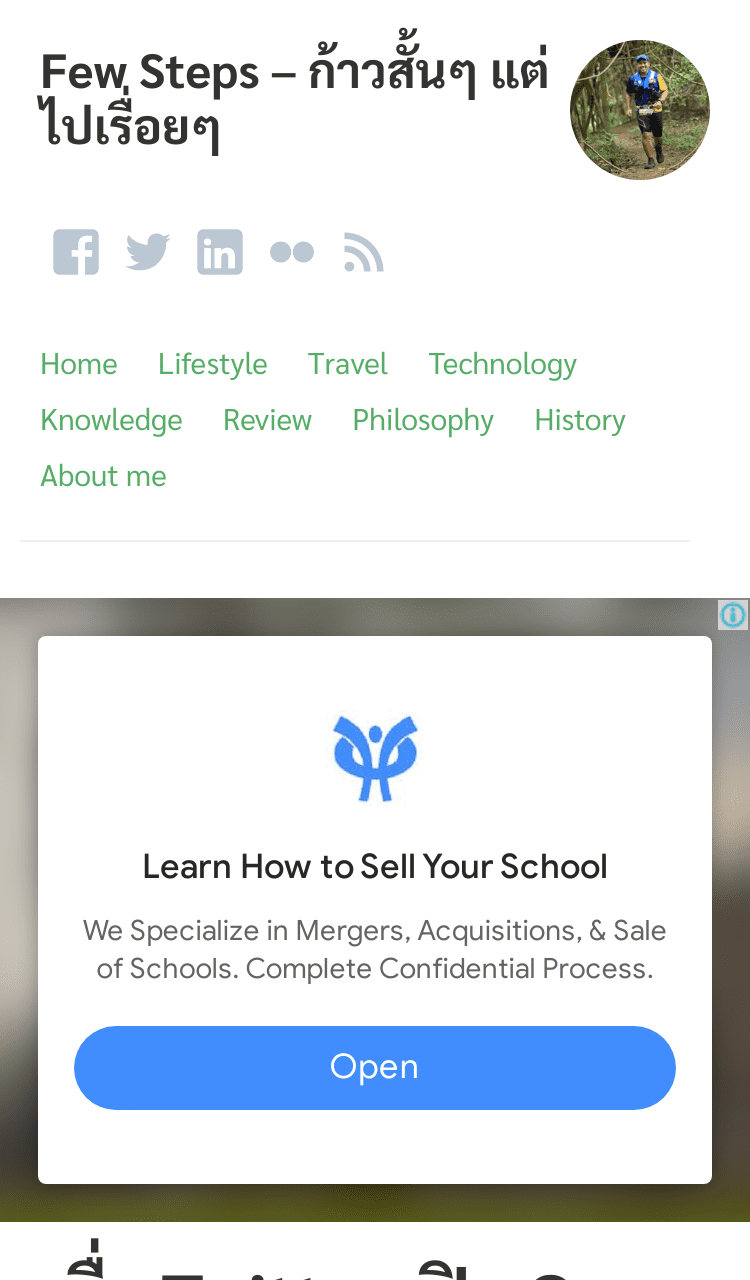 Few Steps – ก้าวสั้นๆ แต่
ไปเรื่อยๆ
Home Lifestyle Travel Technology
Knowledge Review Philosophy History
About me
Learn How to Sell Your School
We Specialize in Mergers, Acquisitions, & Sale
of Schools. Complete Confidential Process.
Open